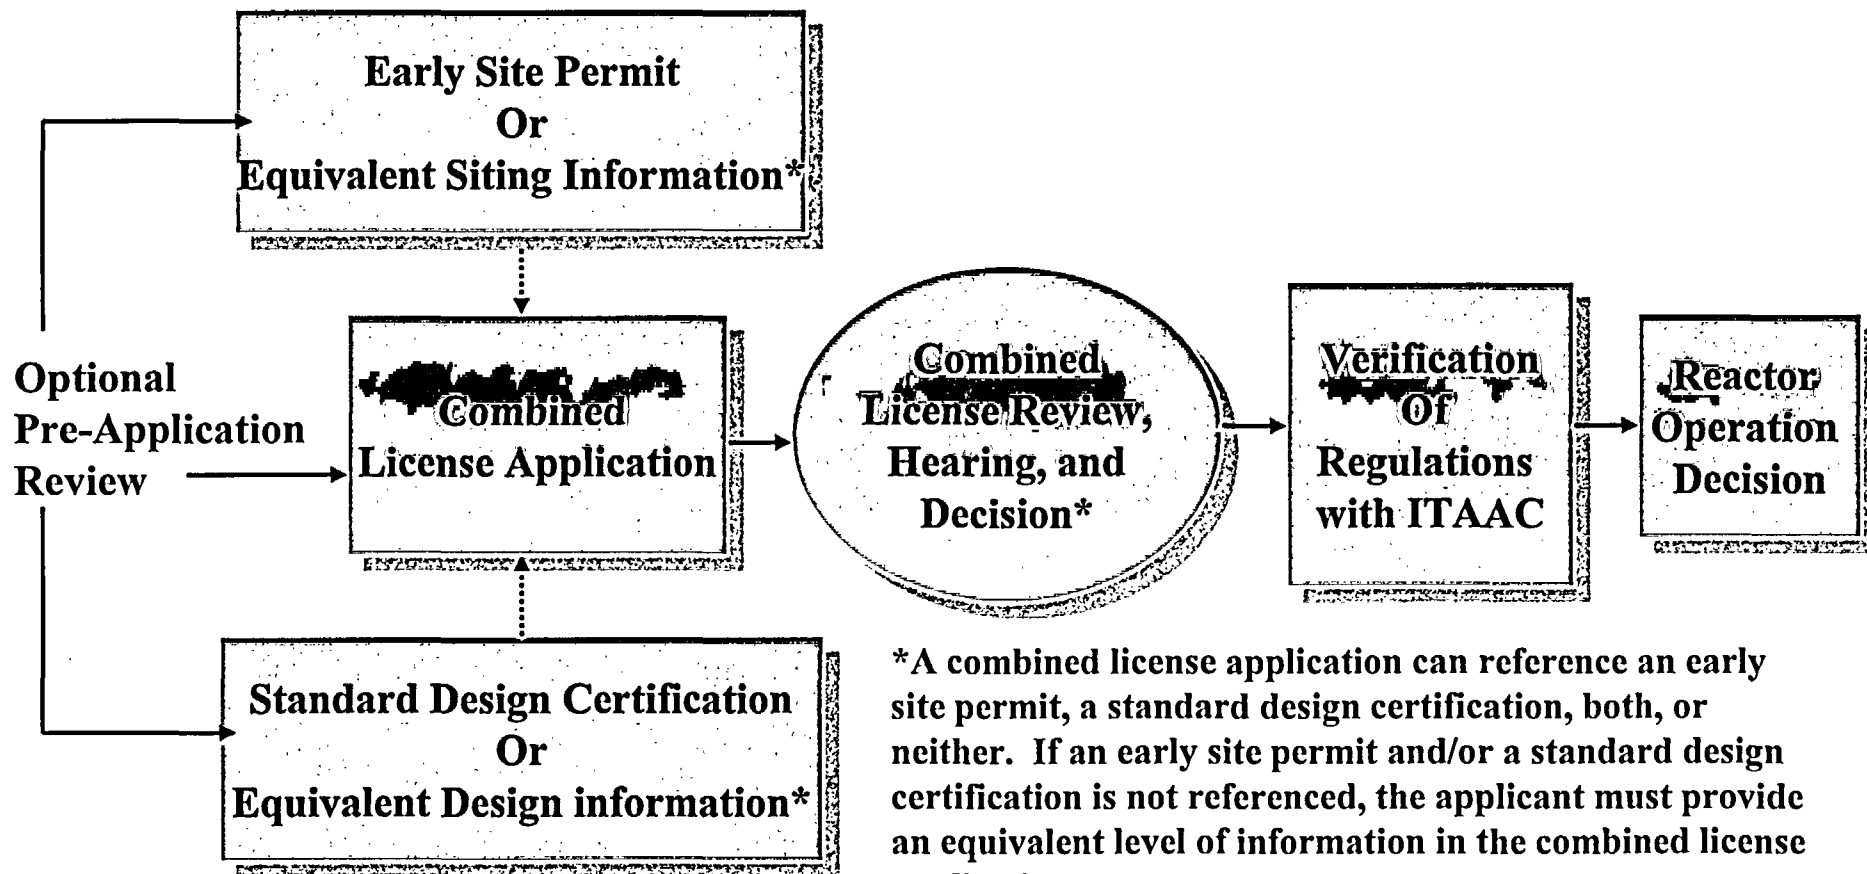 Early Site Permit
Or
Equivalent Siting Information*
Optional
Pre-Application
Review
Combined
License Application
Combined
License Review,
Hearing, and
Decision*
Verification
Of
Regulations
with ITAAC
Reactor
Operation
Decision
Standard Design Certification
Or
Equivalent Design information*
*A combined license application can reference an early
site permit, a standard design certification, both, or
neither. If an early site permit and/or a standard design
certification is not referenced, the applicant must provide
an equivalent level of information in the combined license